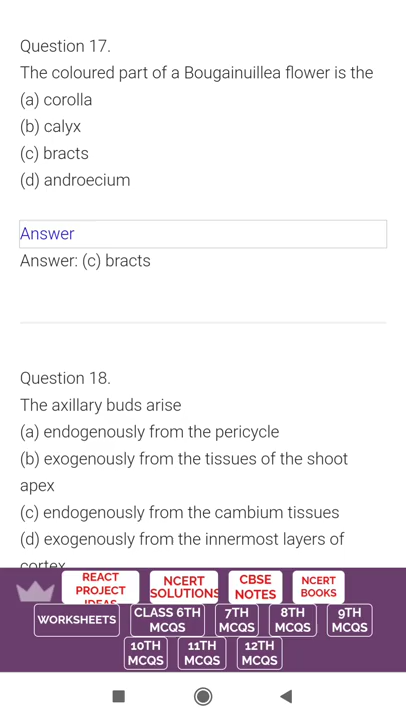 Question 17.
The coloured part of a Bougainuillea flower is the
(a) corolla
(b) calyx
(c) bracts
(d) androecium
Answer
Answer: (c) bracts
Question 18.
The axillary buds arise
(a) endogenously from the pericycle
(b) exogenously from the tissues of the shoot
apex
(c) endogenously from the cambium tissues
(d) exogenously from the innermost layers of
cortex
REACT
PROJECT
IDEAS
NCERT
SOLUTIONS
CBSE
NOTES
NCERT
BOOKS
WORKSHEETS
CLASS 6TH
MCQS
7TH
MCQS
8TH
MCQS
9TH
MCQS
10TH
MCQS
11TH
MCQS
12TH
MCQS